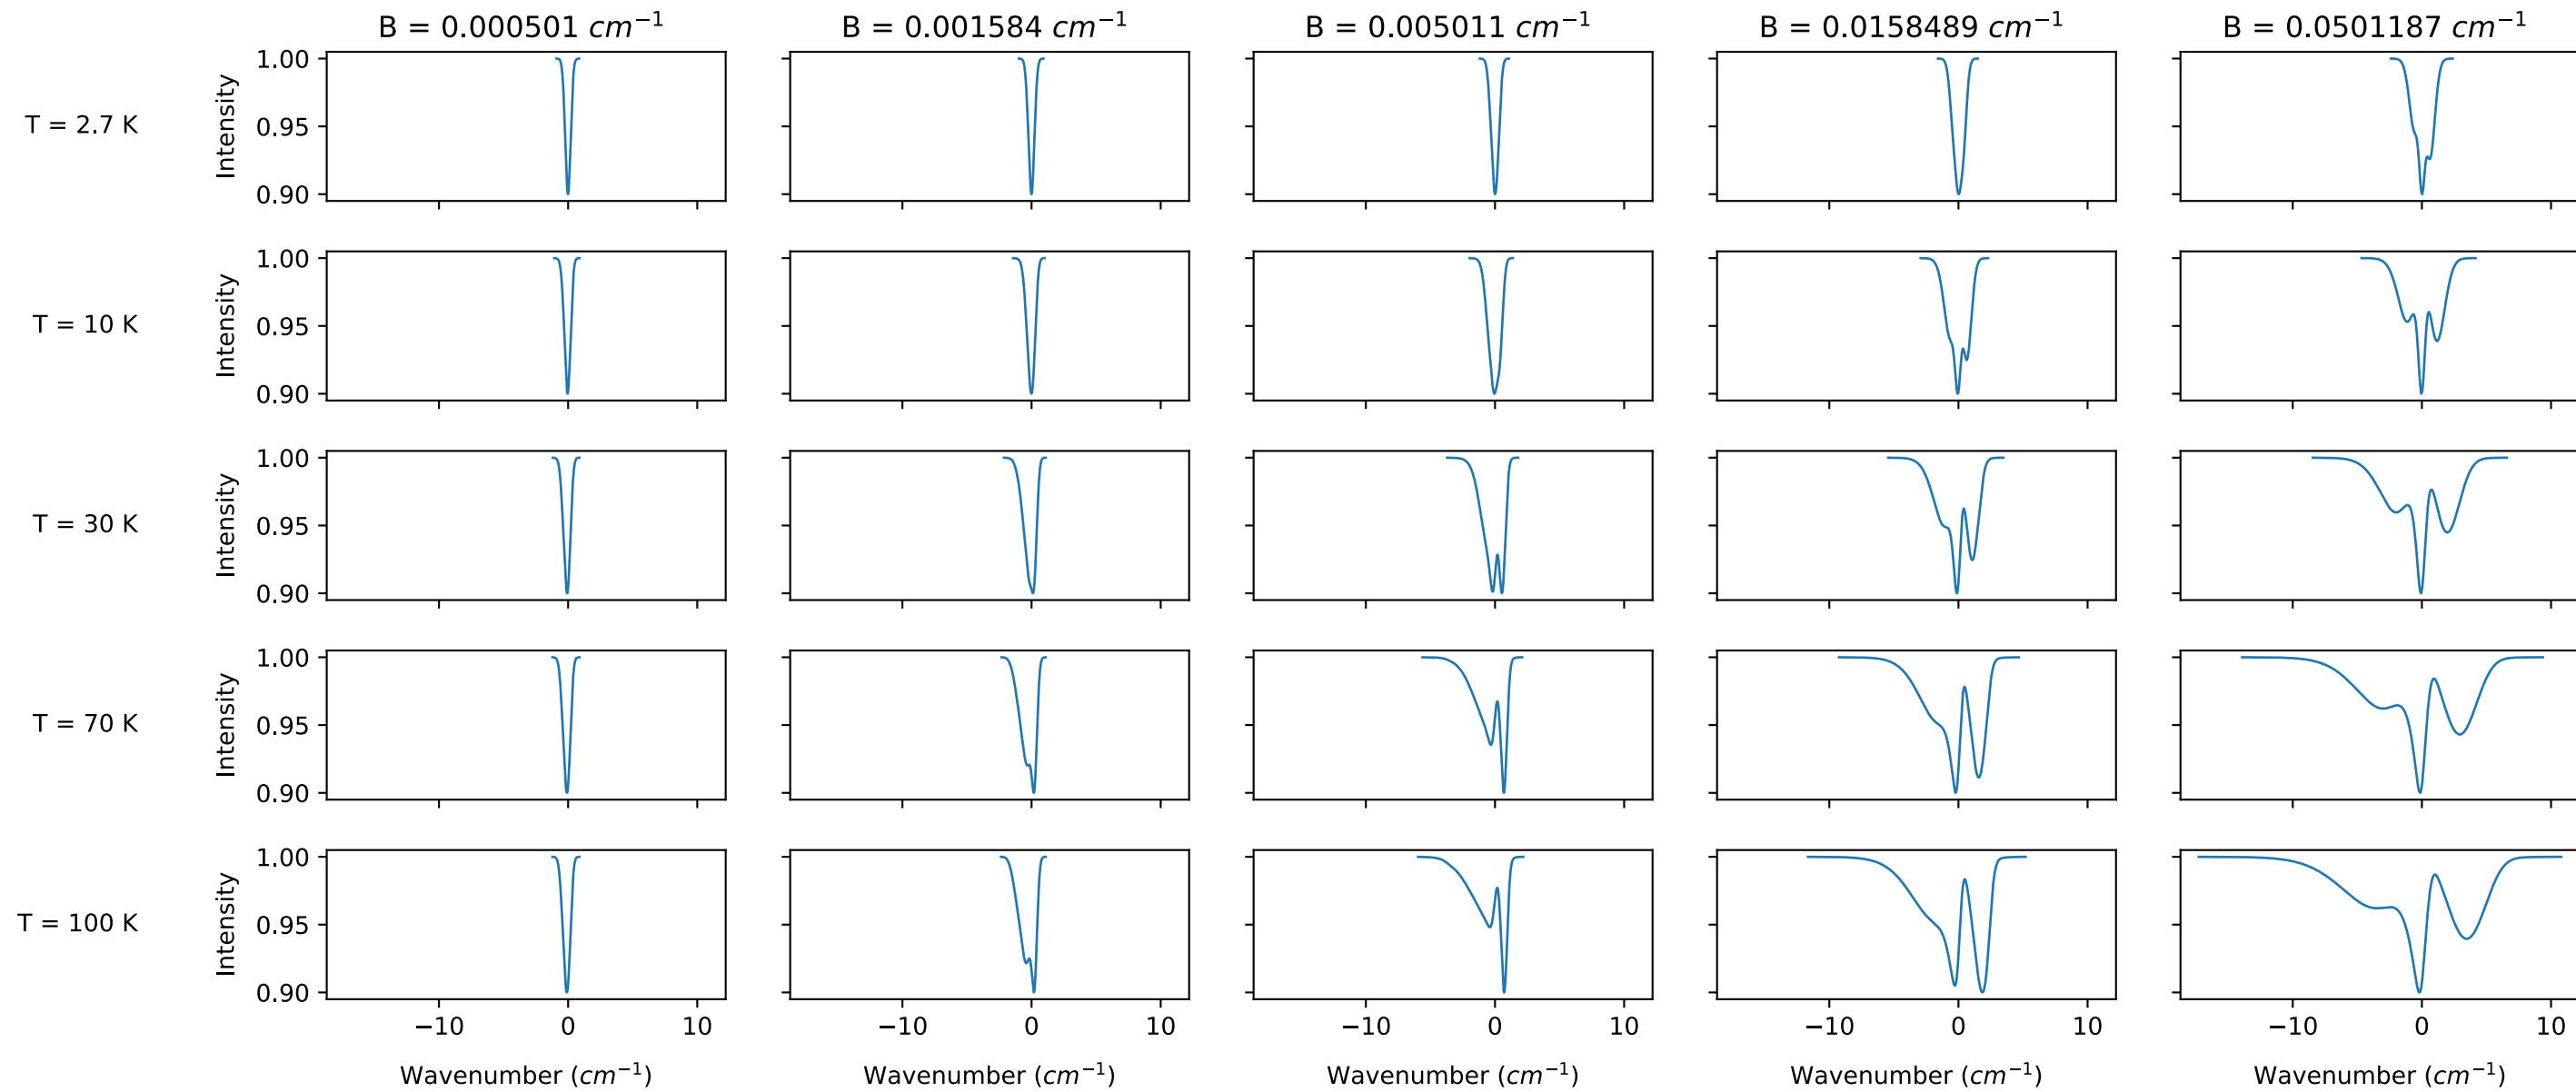 B = 0.000501 cm⁻¹ B = 0.001584 cm⁻¹ B = 0.005011 cm⁻¹ B = 0.0158489 cm⁻¹ B = 0.0501187 cm⁻¹
T = 2.7 K
Intensity
1.00
0.95
0.90
T = 10 K
Intensity
1.00
0.95
0.90
T = 30 K
Intensity
1.00
0.95
0.90
T = 70 K
Intensity
1.00
0.95
0.90
T = 100 K
Intensity
1.00
0.95
0.90
−10 0 10 −10 0 10 −10 0 10 −10 0 10 −10 0 10
Wavenumber (cm⁻¹) Wavenumber (cm⁻¹) Wavenumber (cm⁻¹) Wavenumber (cm⁻¹) Wavenumber (cm⁻¹)